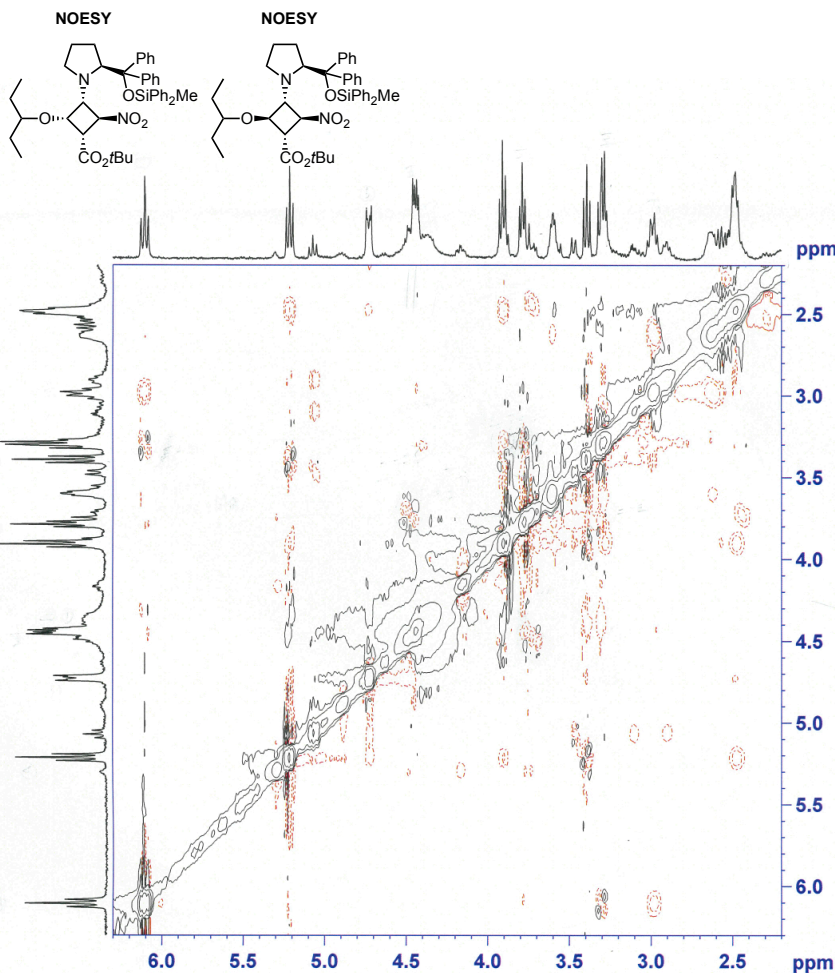 NOESY
NOESY
Ph
Ph
N
OSiPh2Me
O
NO2
CO2tBu
Ph
Ph
N
OSiPh2Me
O
NO2
CO2tBu
ppm
2.5
3.0
3.5
4.0
4.5
5.0
5.5
6.0
6.0 5.5 5.0 4.5 4.0 3.5 3.0 2.5 ppm